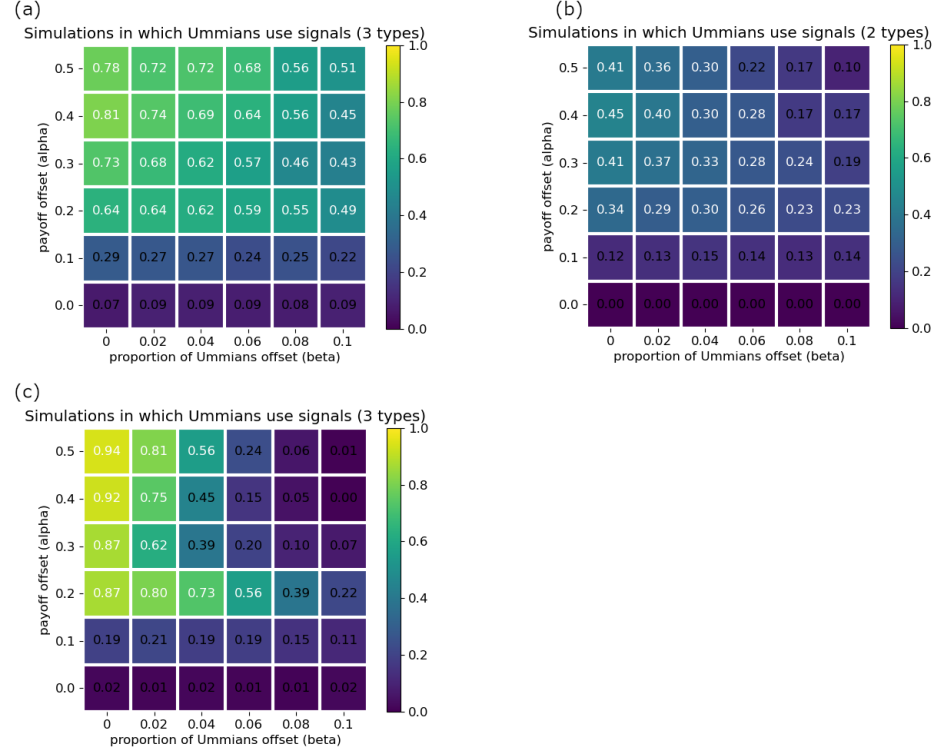 (a)
Simulations in which Ummians use signals (3 types)
payoff offset (alpha)
0.5 0.78 0.72 0.72 0.68 0.56 0.51
0.4 0.81 0.74 0.69 0.64 0.56 0.45
0.3 0.73 0.68 0.62 0.57 0.46 0.43
0.2 0.64 0.64 0.62 0.59 0.55 0.49
0.1 0.29 0.27 0.27 0.24 0.25 0.22
0.0 0.07 0.09 0.09 0.09 0.08 0.09
0 0.02 0.04 0.06 0.08 0.1
proportion of Ummians offset (beta)
1.0
0.8
0.6
0.4
0.2
0.0
(b)
Simulations in which Ummians use signals (2 types)
payoff offset (alpha)
0.5 0.41 0.36 0.30 0.22 0.17 0.10
0.4 0.45 0.40 0.30 0.28 0.17 0.17
0.3 0.41 0.37 0.33 0.28 0.24 0.19
0.2 0.34 0.29 0.30 0.26 0.23 0.23
0.1 0.12 0.13 0.15 0.14 0.13 0.14
0.0 0.00 0.00 0.00 0.00 0.00 0.00
0 0.02 0.04 0.06 0.08 0.1
proportion of Ummians offset (beta)
1.0
0.8
0.6
0.4
0.2
0.0
(c)
Simulations in which Ummians use signals (3 types)
payoff offset (alpha)
0.5 0.94 0.81 0.56 0.24 0.06 0.01
0.4 0.92 0.75 0.45 0.15 0.05 0.00
0.3 0.87 0.62 0.39 0.20 0.10 0.07
0.2 0.87 0.80 0.73 0.56 0.39 0.22
0.1 0.19 0.21 0.19 0.19 0.15 0.11
0.0 0.02 0.01 0.02 0.01 0.01 0.02
0 0.02 0.04 0.06 0.08 0.1
proportion of Ummians offset (beta)
1.0
0.8
0.6
0.4
0.2
0.0